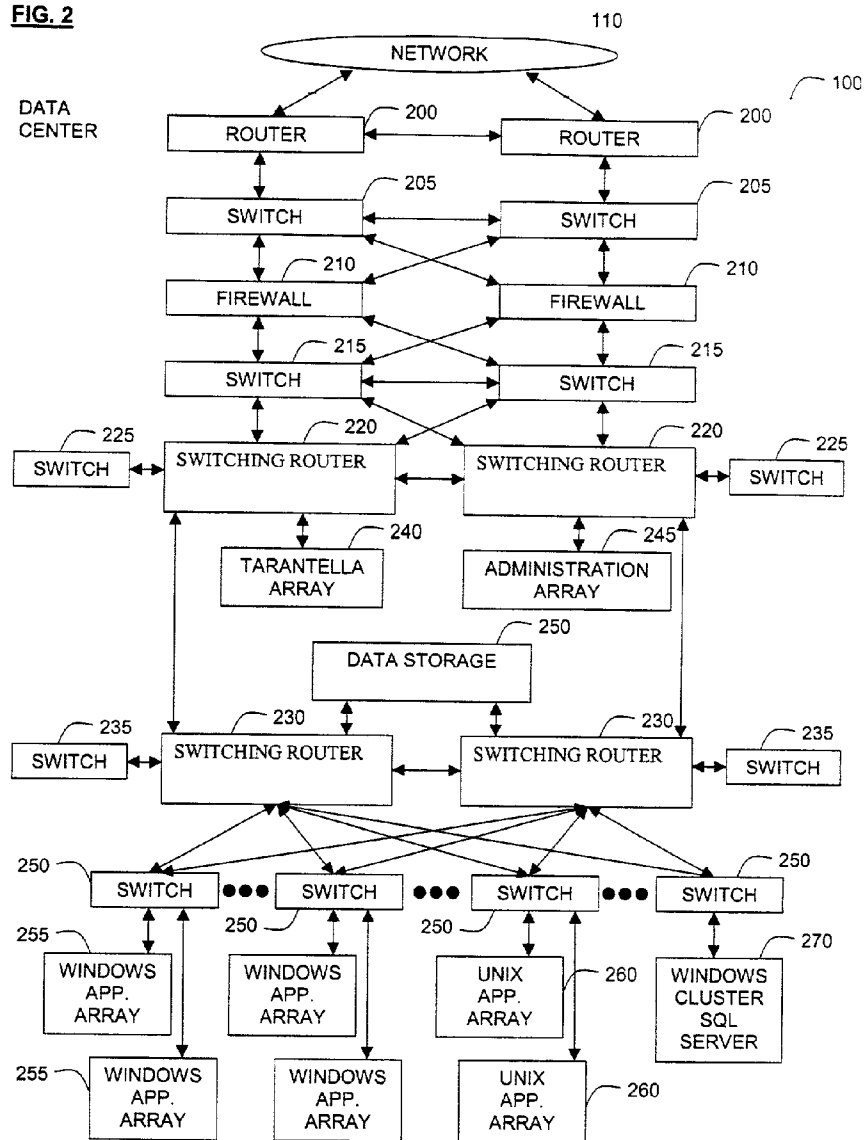 FIG. 2
110
NETWORK
100
DATA
CENTER
200
200
ROUTER
ROUTER
205
205
SWITCH
SWITCH
210
210
FIREWALL
FIREWALL
215
215
SWITCH
SWITCH
225
220
220
225
SWITCH
SWITCHING ROUTER
SWITCHING ROUTER
SWITCH
240
245
TARANTELLA
ARRAY
ADMINISTRATION
ARRAY
250
DATA STORAGE
235
230
230
235
SWITCH
SWITCHING ROUTER
SWITCHING ROUTER
SWITCH
250
250
SWITCH
SWITCH
SWITCH
SWITCH
250
250
255
260
270
WINDOWS
APP.
ARRAY
WINDOWS
APP.
ARRAY
UNIX
APP.
ARRAY
WINDOWS
CLUSTER
SQL
SERVER
255
WINDOWS
APP.
ARRAY
WINDOWS
APP.
ARRAY
UNIX
APP.
ARRAY
260